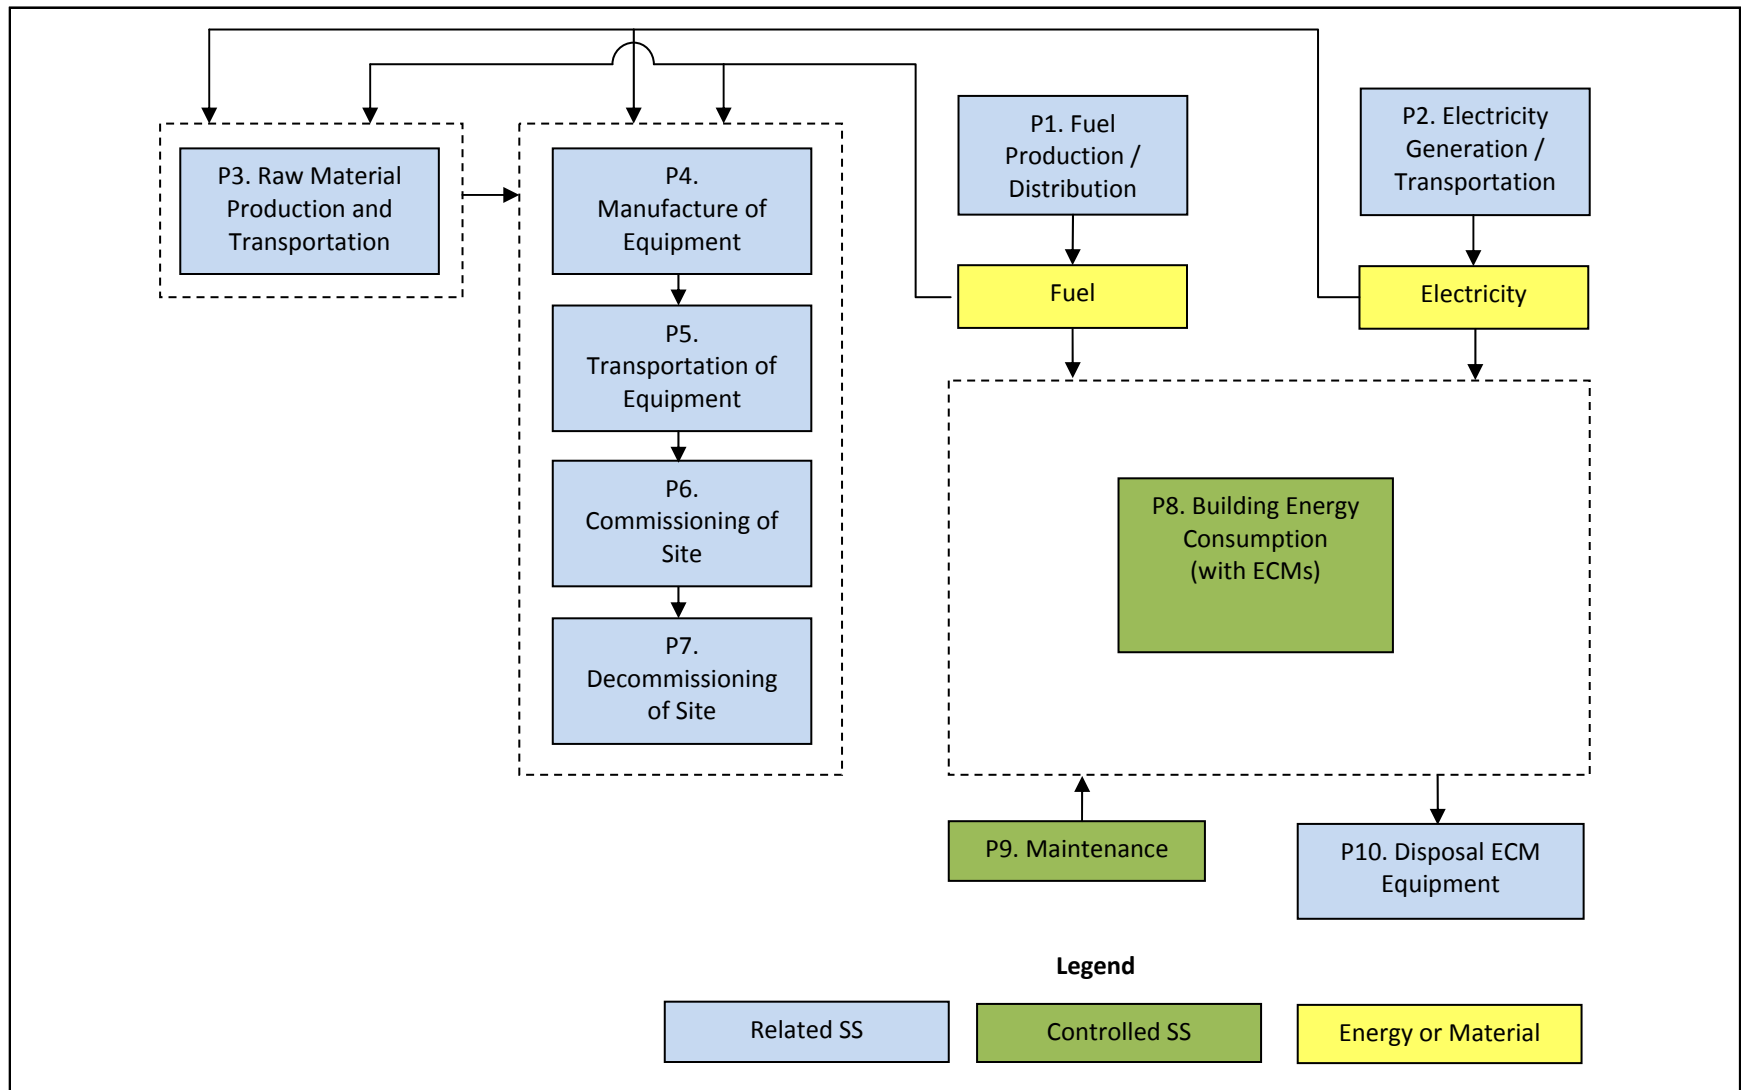 P1. Fuel
Production /
Distribution
P2. Electricity
Generation /
Transportation
P3. Raw Material
Production and
Transportation
P4.
Manufacture of
Equipment
Fuel
Electricity
P5.
Transportation of
Equipment
P6.
Commissioning of
Site
P8. Building Energy
Consumption
(with ECMs)
P7.
Decommissioning
of Site
P9. Maintenance
P10. Disposal ECM
Equipment
Legend
Related SS
Controlled SS
Energy or Material